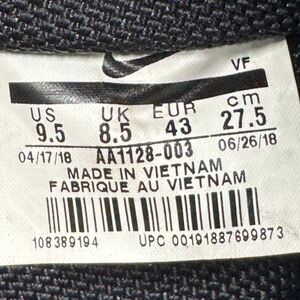 VF
US UK EUR cm
9.5 8.5 43 27.5
04/17/18 AA1128-003 06/26/18
MADE IN VIETNAM
FABRIQUE AU VIETNAM
108389194 UPC 00191887699873